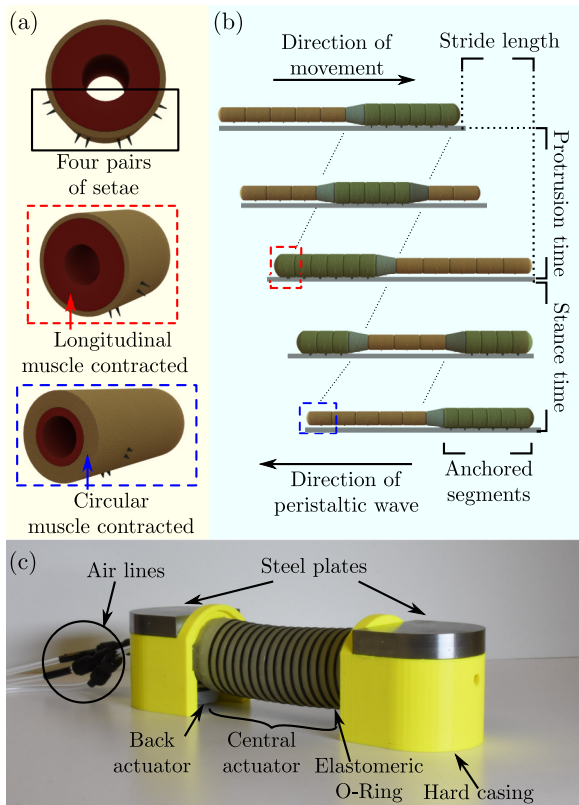 (a)
Four pairs
of setae
Longitudinal
muscle contracted
Circular
muscle contracted
(b)
Direction of
movement
Stride length
Protrusion time
Stance time
Direction of
peristaltic wave
Anchored
segments
(c)
Air lines
Steel plates
Back
actuator
Central
actuator
Elastomeric
O-Ring
Hard casing